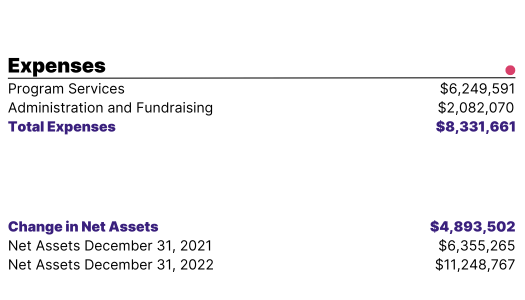 Expenses
Program Services $6,249,591
Administration and Fundraising $2,082,070
Total Expenses $8,331,661
Change in Net Assets $4,893,502
Net Assets December 31, 2021 $6,355,265
Net Assets December 31, 2022 $11,248,767